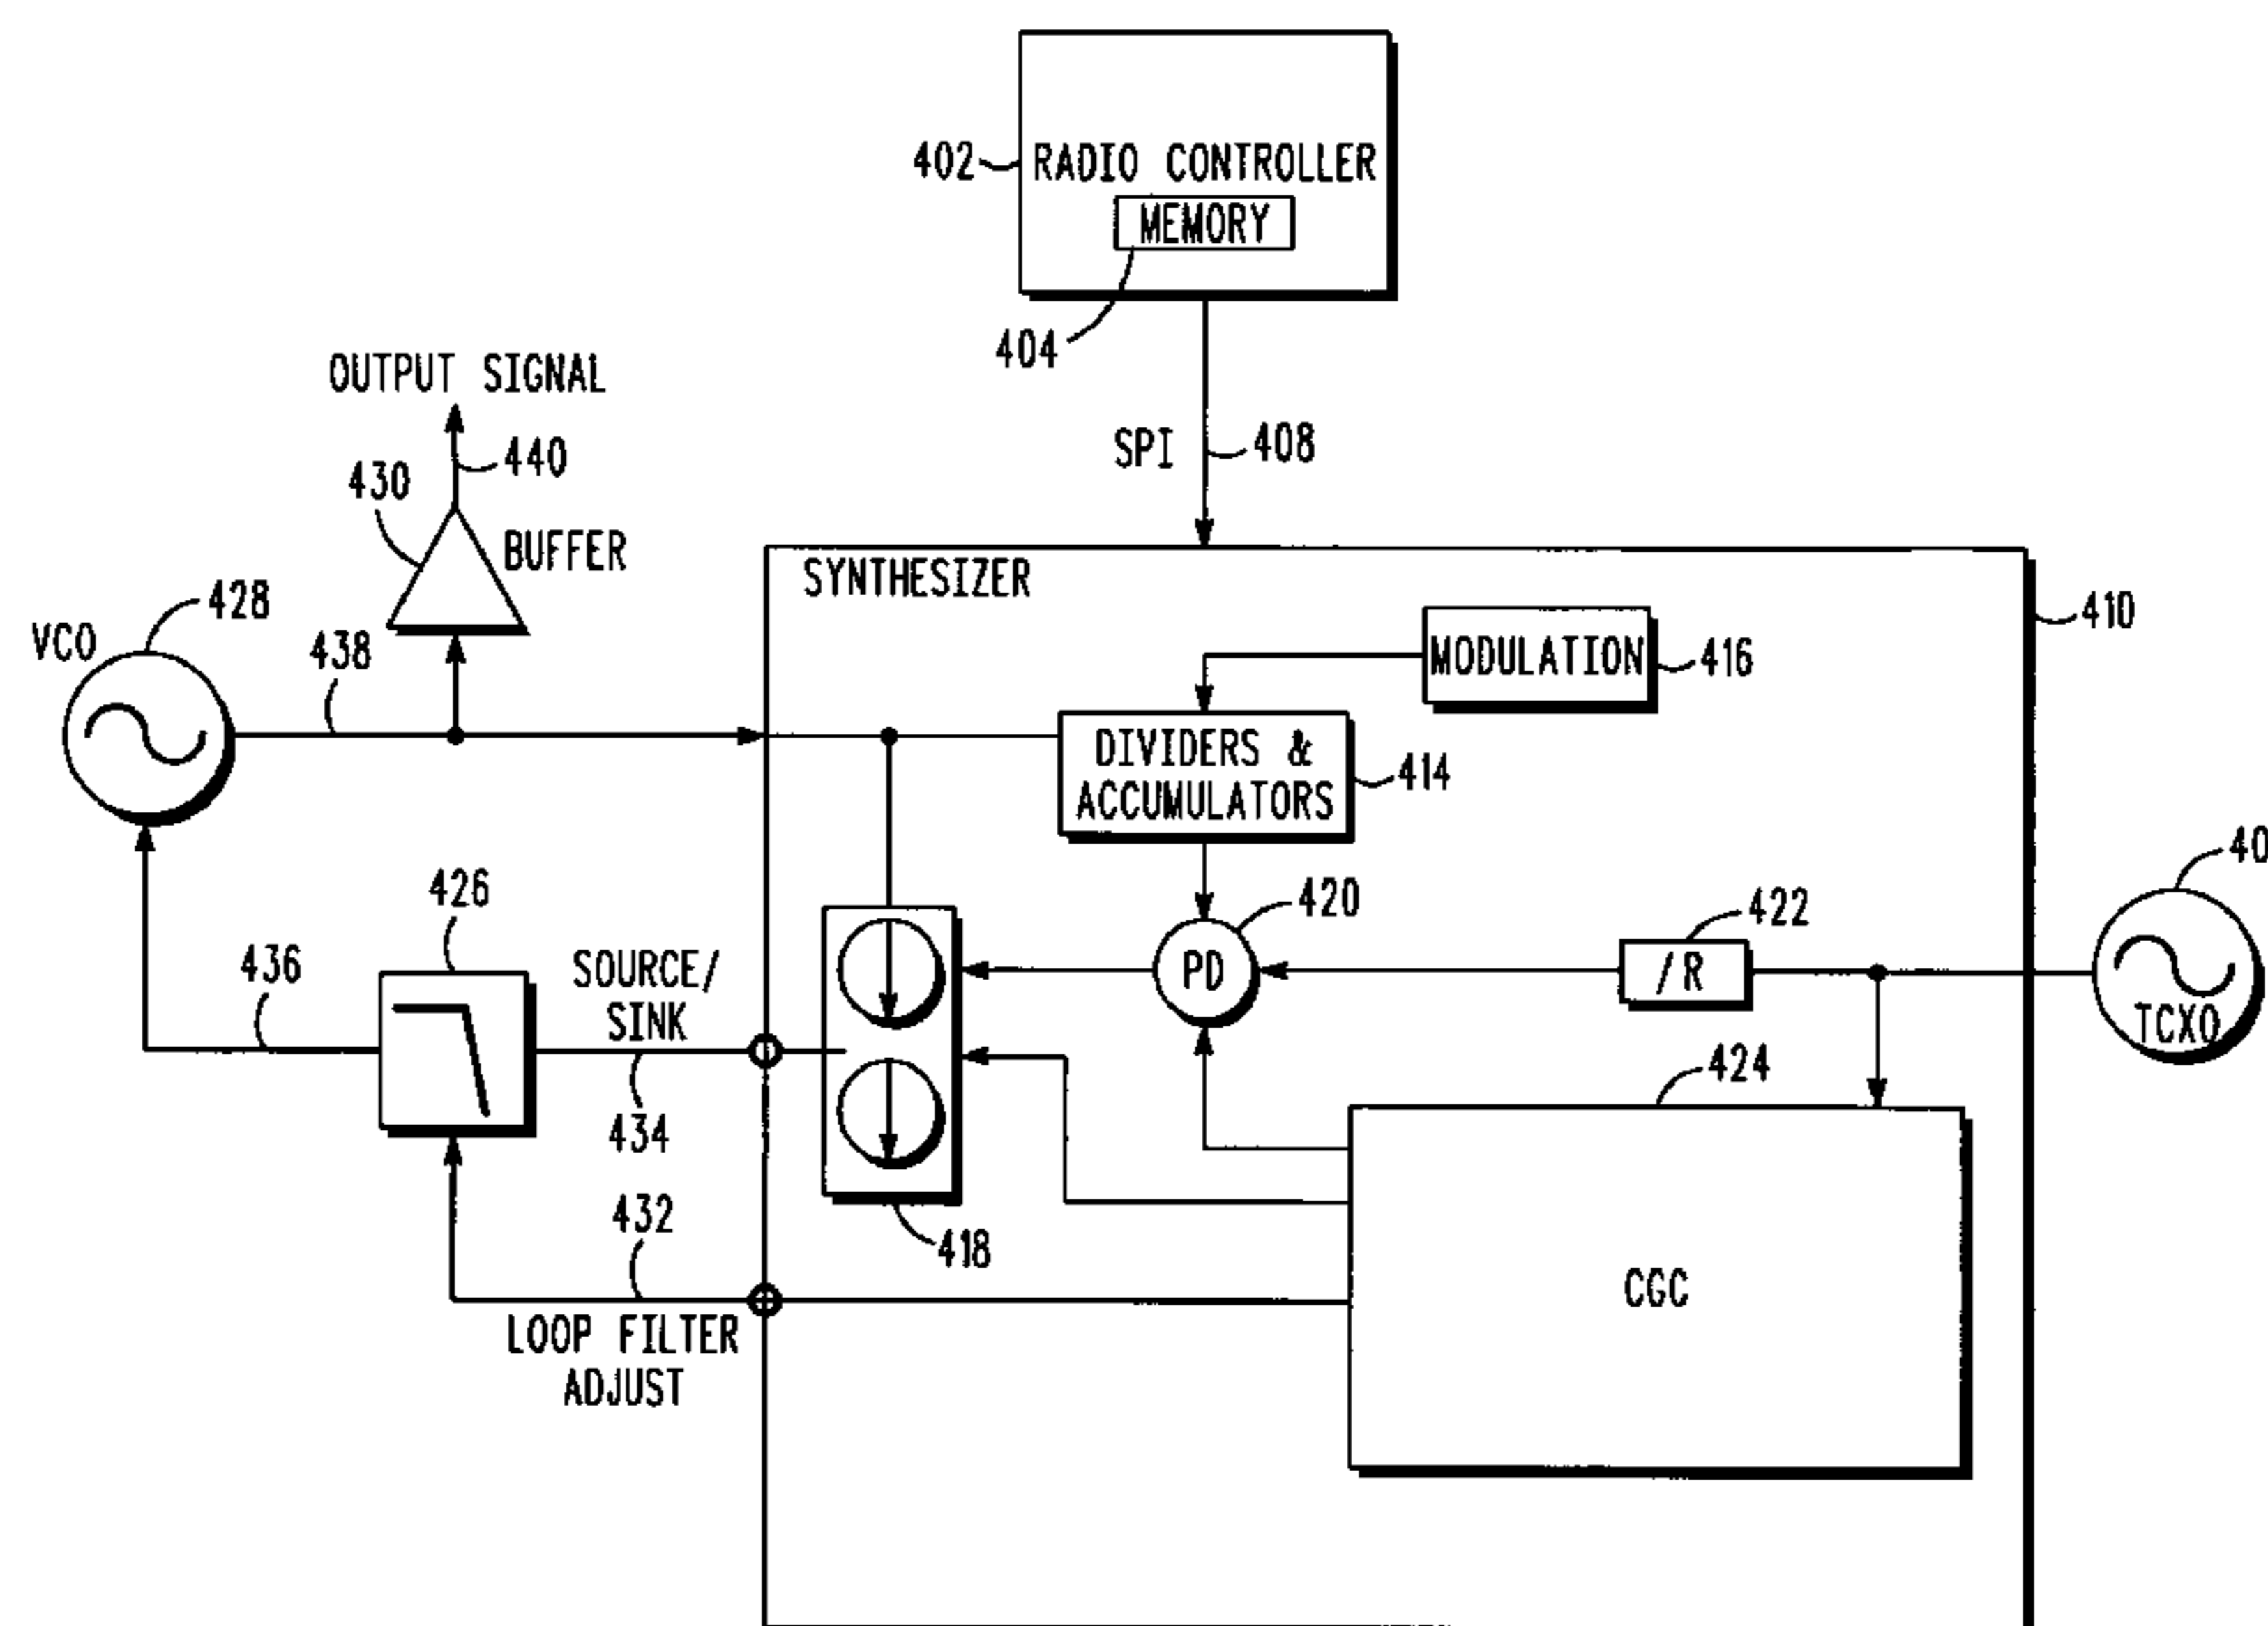 402
RADIO CONTROLLER
MEMORY
404
OUTPUT SIGNAL
440
SPI
408
430
BUFFER
SYNTHESIZER
428
VCO
438
410
MODULATION
416
DIVIDERS &
ACCUMULATORS
414
40
426
420
422
436
SOURCE/
SINK
PD
/R
TCXO
424
434
432
418
CGC
LOOP FILTER
ADJUST